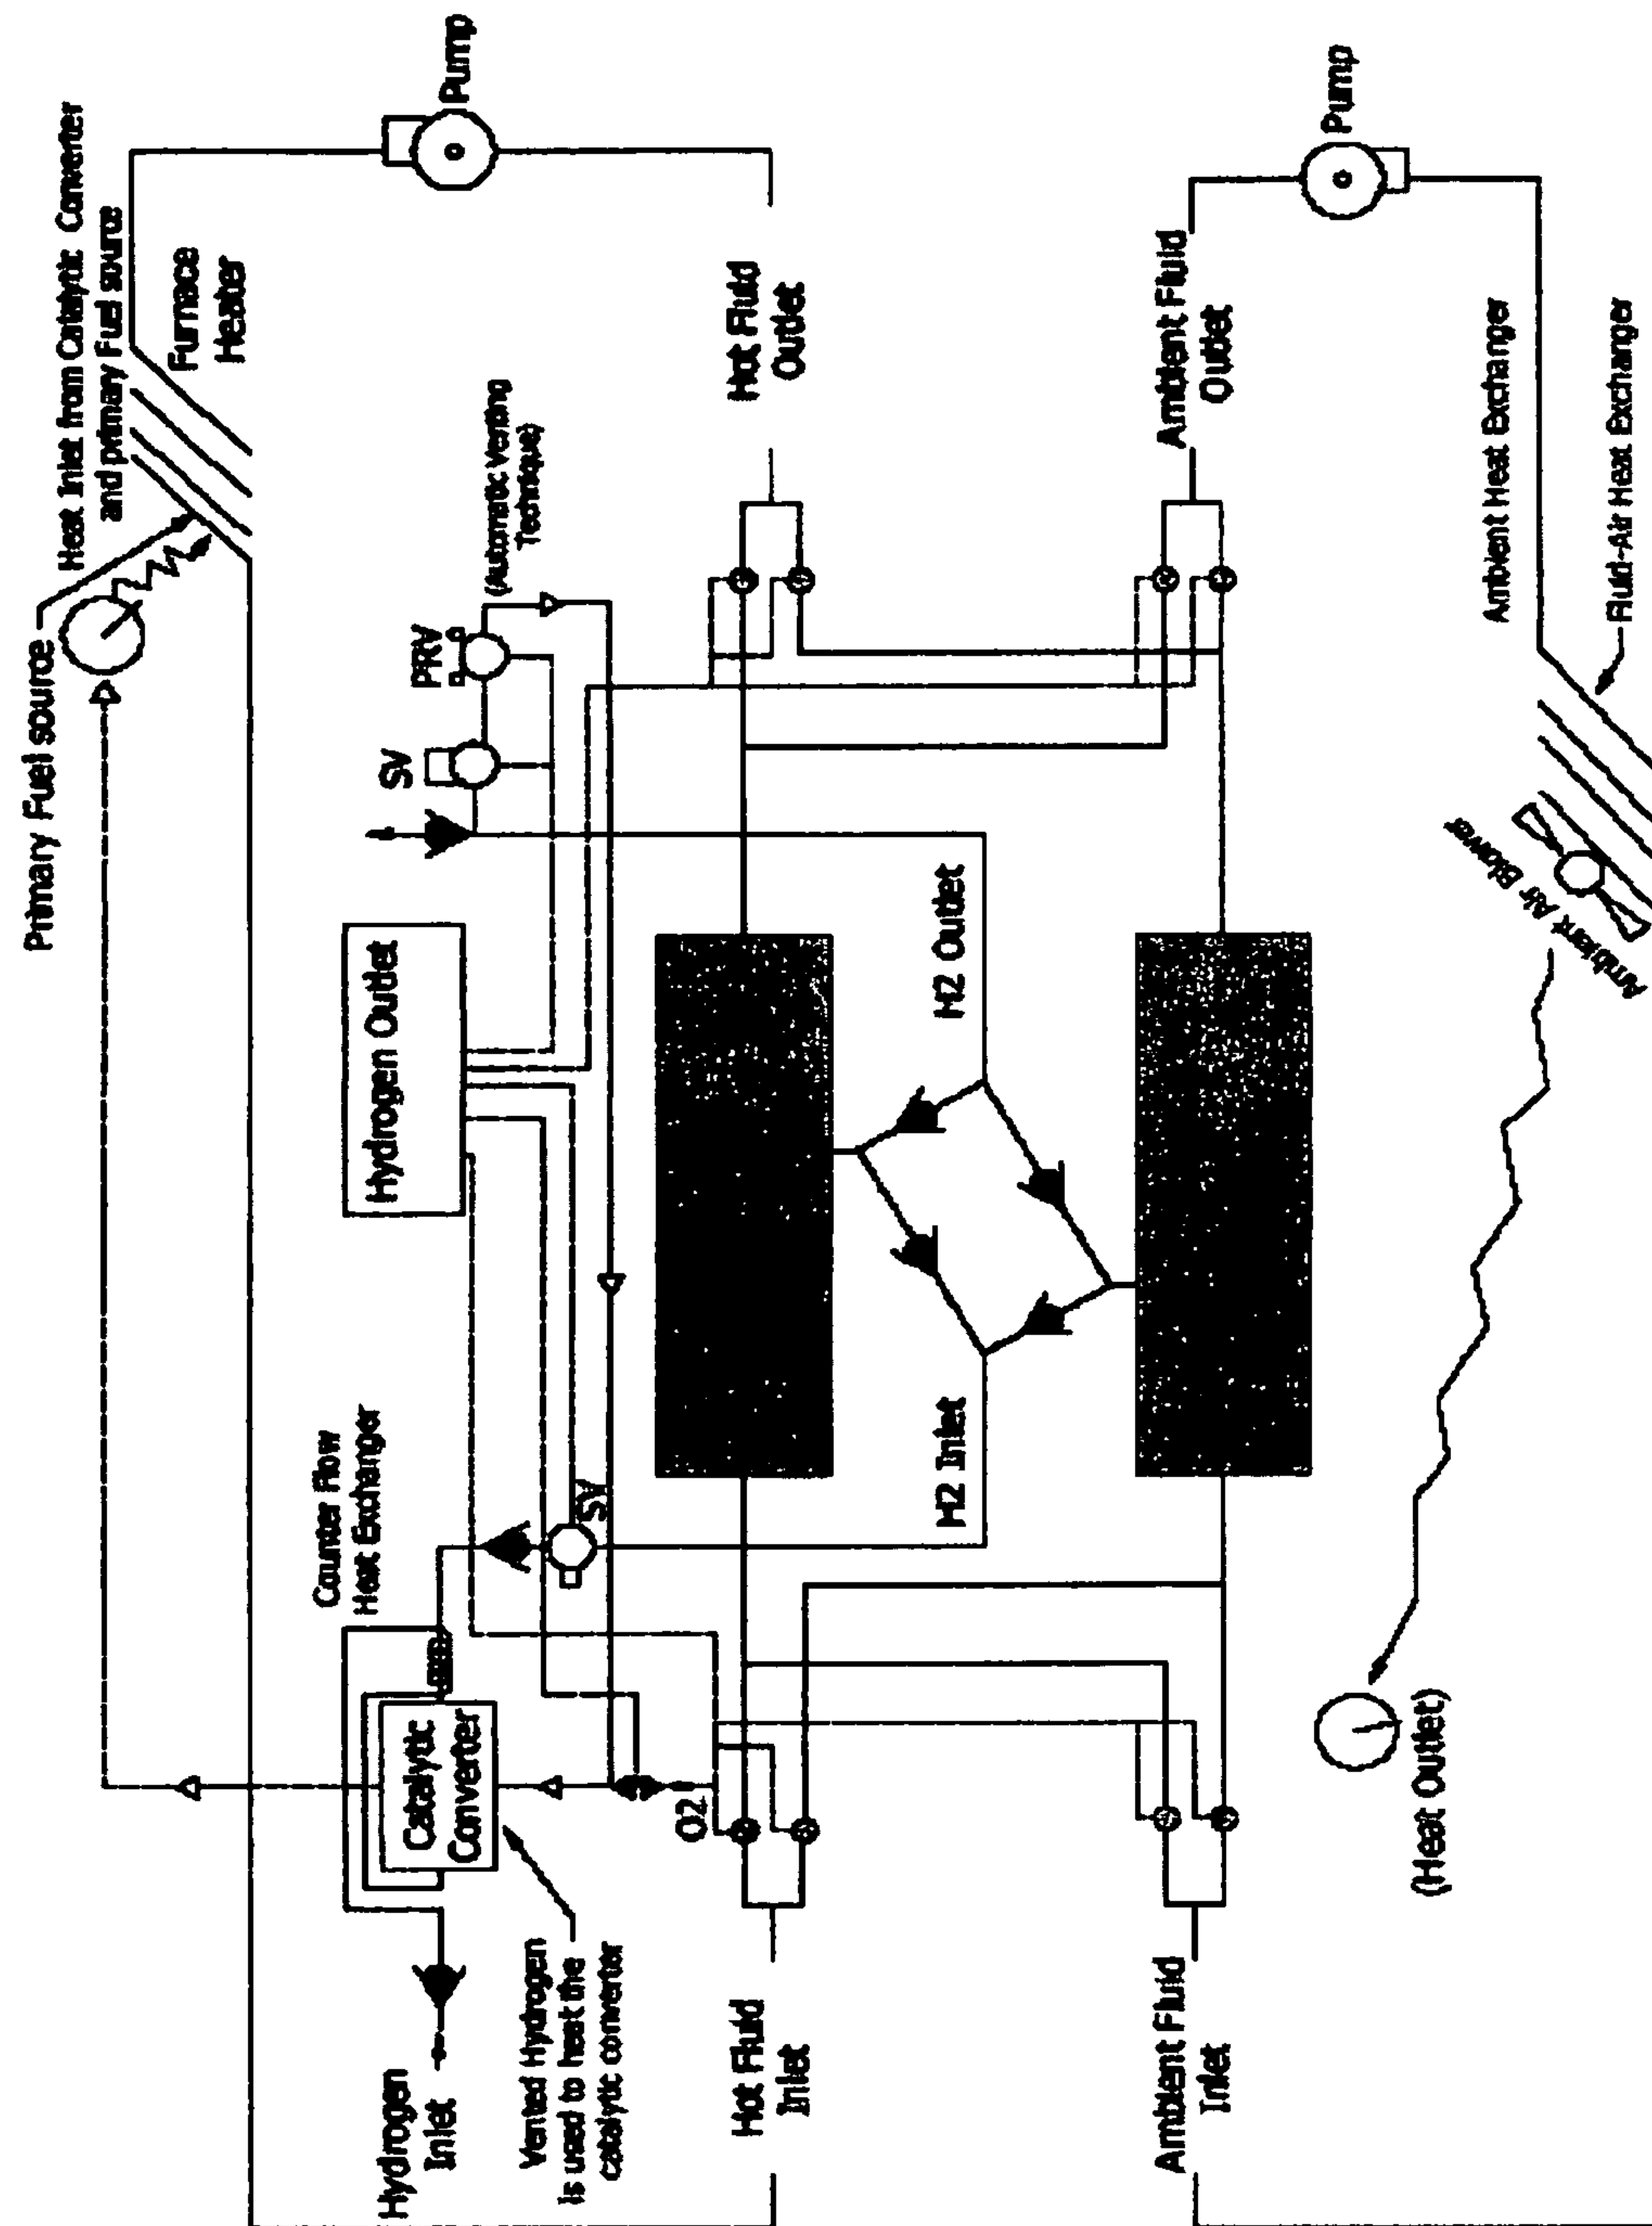 Primary Fuel source
Heat Inlet from Catalytic Converter
and primary Fuel source
Furnace
Heater
Pump
Counter Flow
Heat Exchanger
Hydrogen Outlet
SV
PRV
(Automatic Venting
Technique)
Hydrogen
Inlet
Catalytic
Converter
SV
Vented Hydrogen
is used to heat the
catalytic convertor
O2
Hot Fluid
Inlet
Hot Fluid
Outlet
H2 Inlet
H2 Outlet
Ambient Fluid
Inlet
Ambient Fluid
Outlet
Pump
(Heat Outlet)
Ambient Air Blower
Ambient Heat Exchanger
Fluid-Air Heat Exchanger